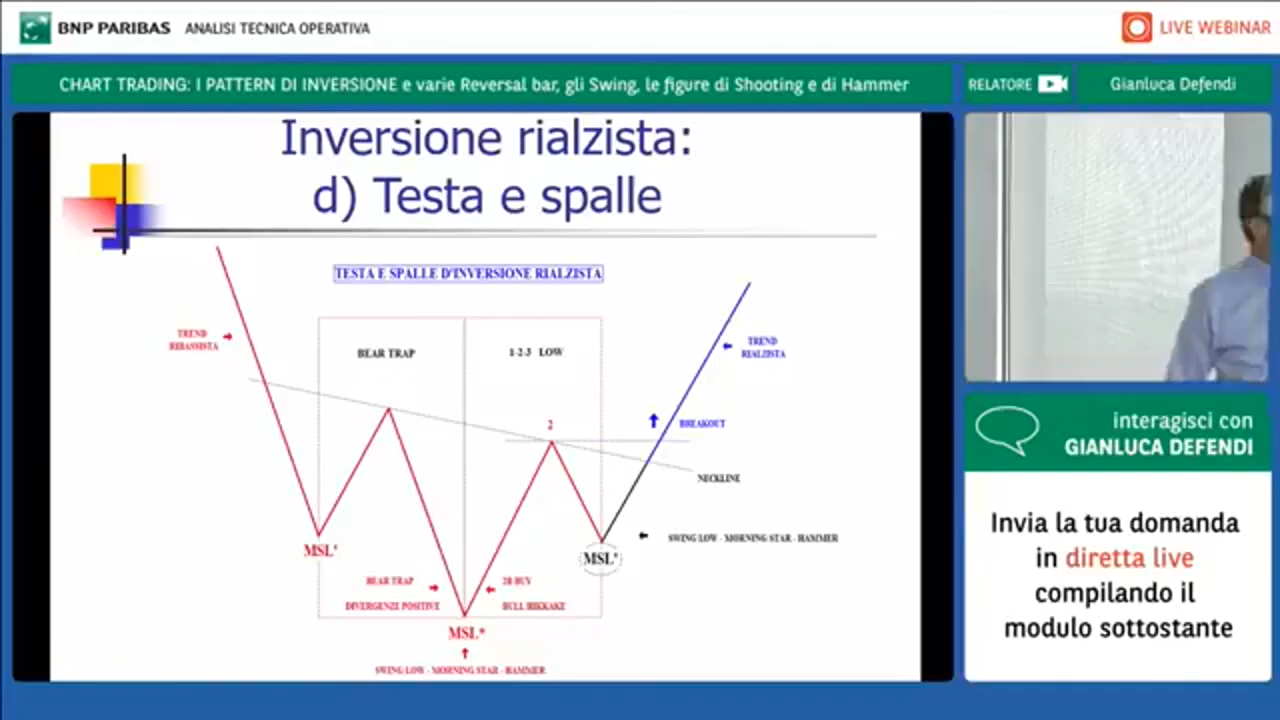 BNP PARIBAS ANALISI TECNICA OPERATIVA
LIVE WEBINAR
CHART TRADING: I PATTERN DI INVERSIONE e varie Reversal bar, gli Swing, le figure di Shooting e di Hammer
RELATORE
Gianluca Defendi
Inversione rialzista:
d) Testa e spalle
TESTA E SPALLE D'INVERSIONE RIALZISTA
TREND
RIBASSISTA
BEAR TRAP
1-2-3 LOW
TREND
RIALZISTA
2
BREAKOUT
NECKLINE
MSL'
SWING LOW - MORNING STAR - HAMMER
MSL'
BEAR TRAP
2B BUY
DIVERGENZE POSITIVE
BULL HIKKAKE
MSL*
SWING LOW - MORNING STAR - HAMMER
interagisci con
GIANLUCA DEFENDI
Invia la tua domanda
in diretta live
compilando il
modulo sottostante